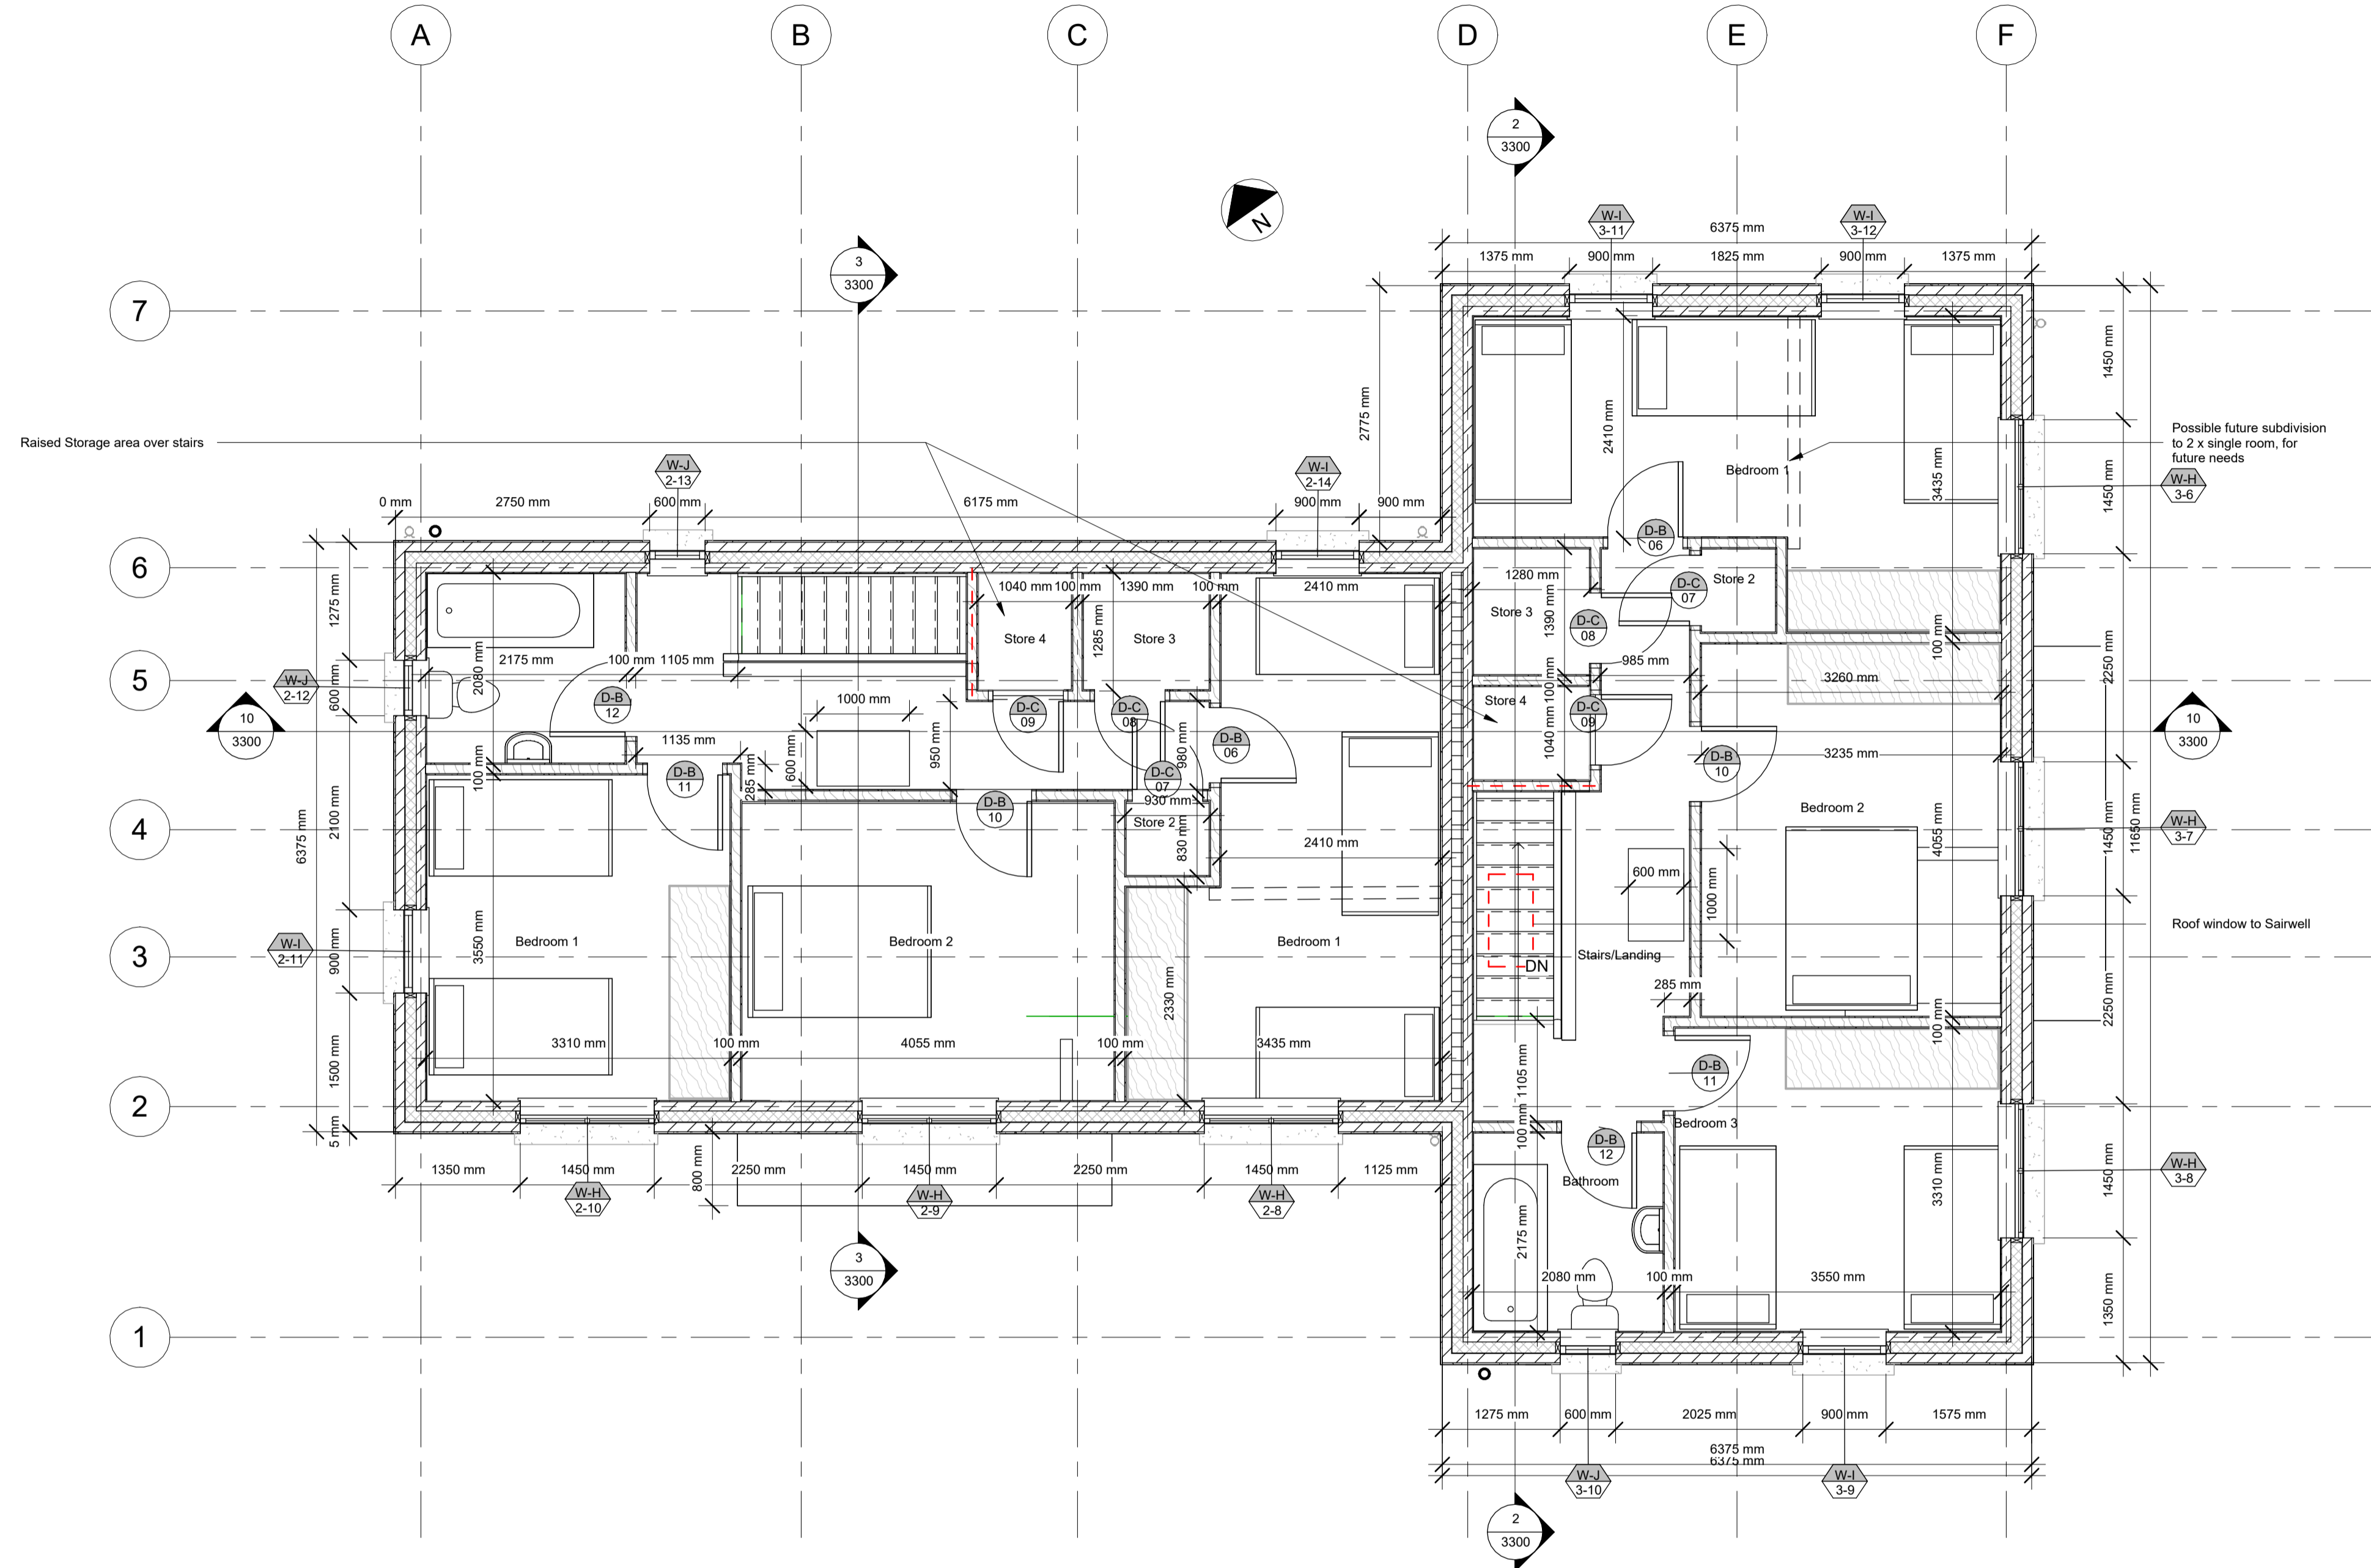 A
B
C
D
E
F
2
3300
W-I
3-11
6375 mm
W-I
3-12
N
1375 mm
900 mm
1825 mm
900 mm
1375 mm
3
3300
7
1450 mm
2775 mm
2410 mm
Raised Storage area over stairs
Possible future subdivision
to 2 x single room, for
future needs
Bedroom 1
3435 mm
1450 mm
W-H
3-6
W-J
2-13
W-I
2-14
0 mm
2750 mm
600 mm
6175 mm
900 mm
900 mm
D-B
06
6
1275 mm
1040 mm
100 mm
1390 mm
100 mm
2410 mm
1280 mm
D-C
07
Store 2
Store 3
1390 mm
D-C
08
Store 4
Store 3
1285 mm
100 mm
2250 mm
5
W-J
2-12
600 mm
2175 mm
2080 mm
100 mm
1105 mm
985 mm
3260 mm
10
3300
D-B
12
1000 mm
D-C
09
D-C
08
Store 4
100 mm
D-C
09
10
3300
1135 mm
950 mm
980 mm
D-B
06
1040 mm
3235 mm
D-B
10
100 mm
D-B
11
285 mm
600 mm
D-C
07
930 mm
D-B
10
Store 2
830 mm
Bedroom 2
4
6375 mm
2100 mm
2410 mm
4055 mm
1450 mm
11650 mm
W-H
3-7
600 mm
1000 mm
Roof window to Sairwell
3
W-I
2-11
900 mm
Bedroom 1
3550 mm
Bedroom 2
Bedroom 1
Stairs/Landing
DN
2330 mm
285 mm
2250 mm
3310 mm
100 mm
4055 mm
100 mm
3435 mm
100 mm
1500 mm
1105 mm
D-B
11
2
5 mm
100 mm
Bedroom 3
D-B
12
1350 mm
1450 mm
2250 mm
1450 mm
2250 mm
1450 mm
1125 mm
800 mm
W-H
2-10
W-H
2-9
W-H
2-8
Bathroom
3310 mm
1450 mm
W-H
3-8
2175 mm
3
3300
2080 mm
100 mm
3550 mm
1350 mm
1
1275 mm
600 mm
2025 mm
900 mm
1575 mm
6375 mm
6375 mm
W-J
3-10
W-I
3-9
2
3300